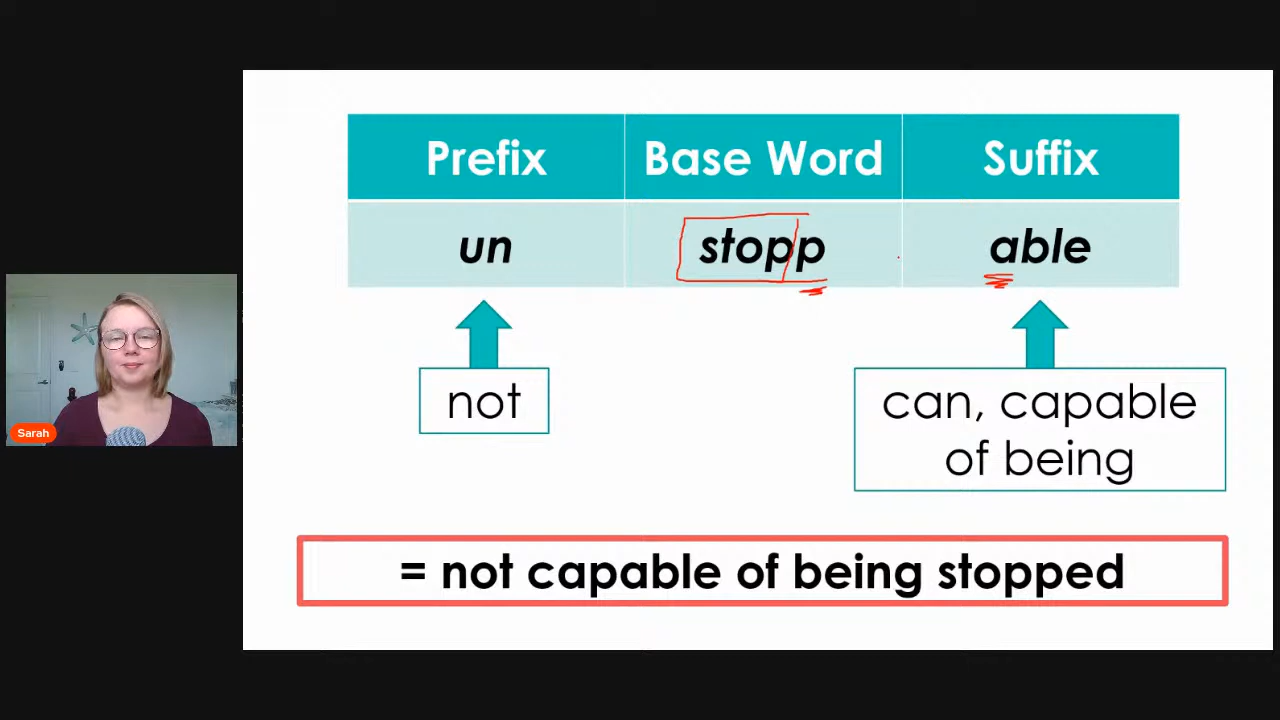 Prefix Base Word Suffix
un stopp able
not
can, capable
of being
= not capable of being stopped
Sarah